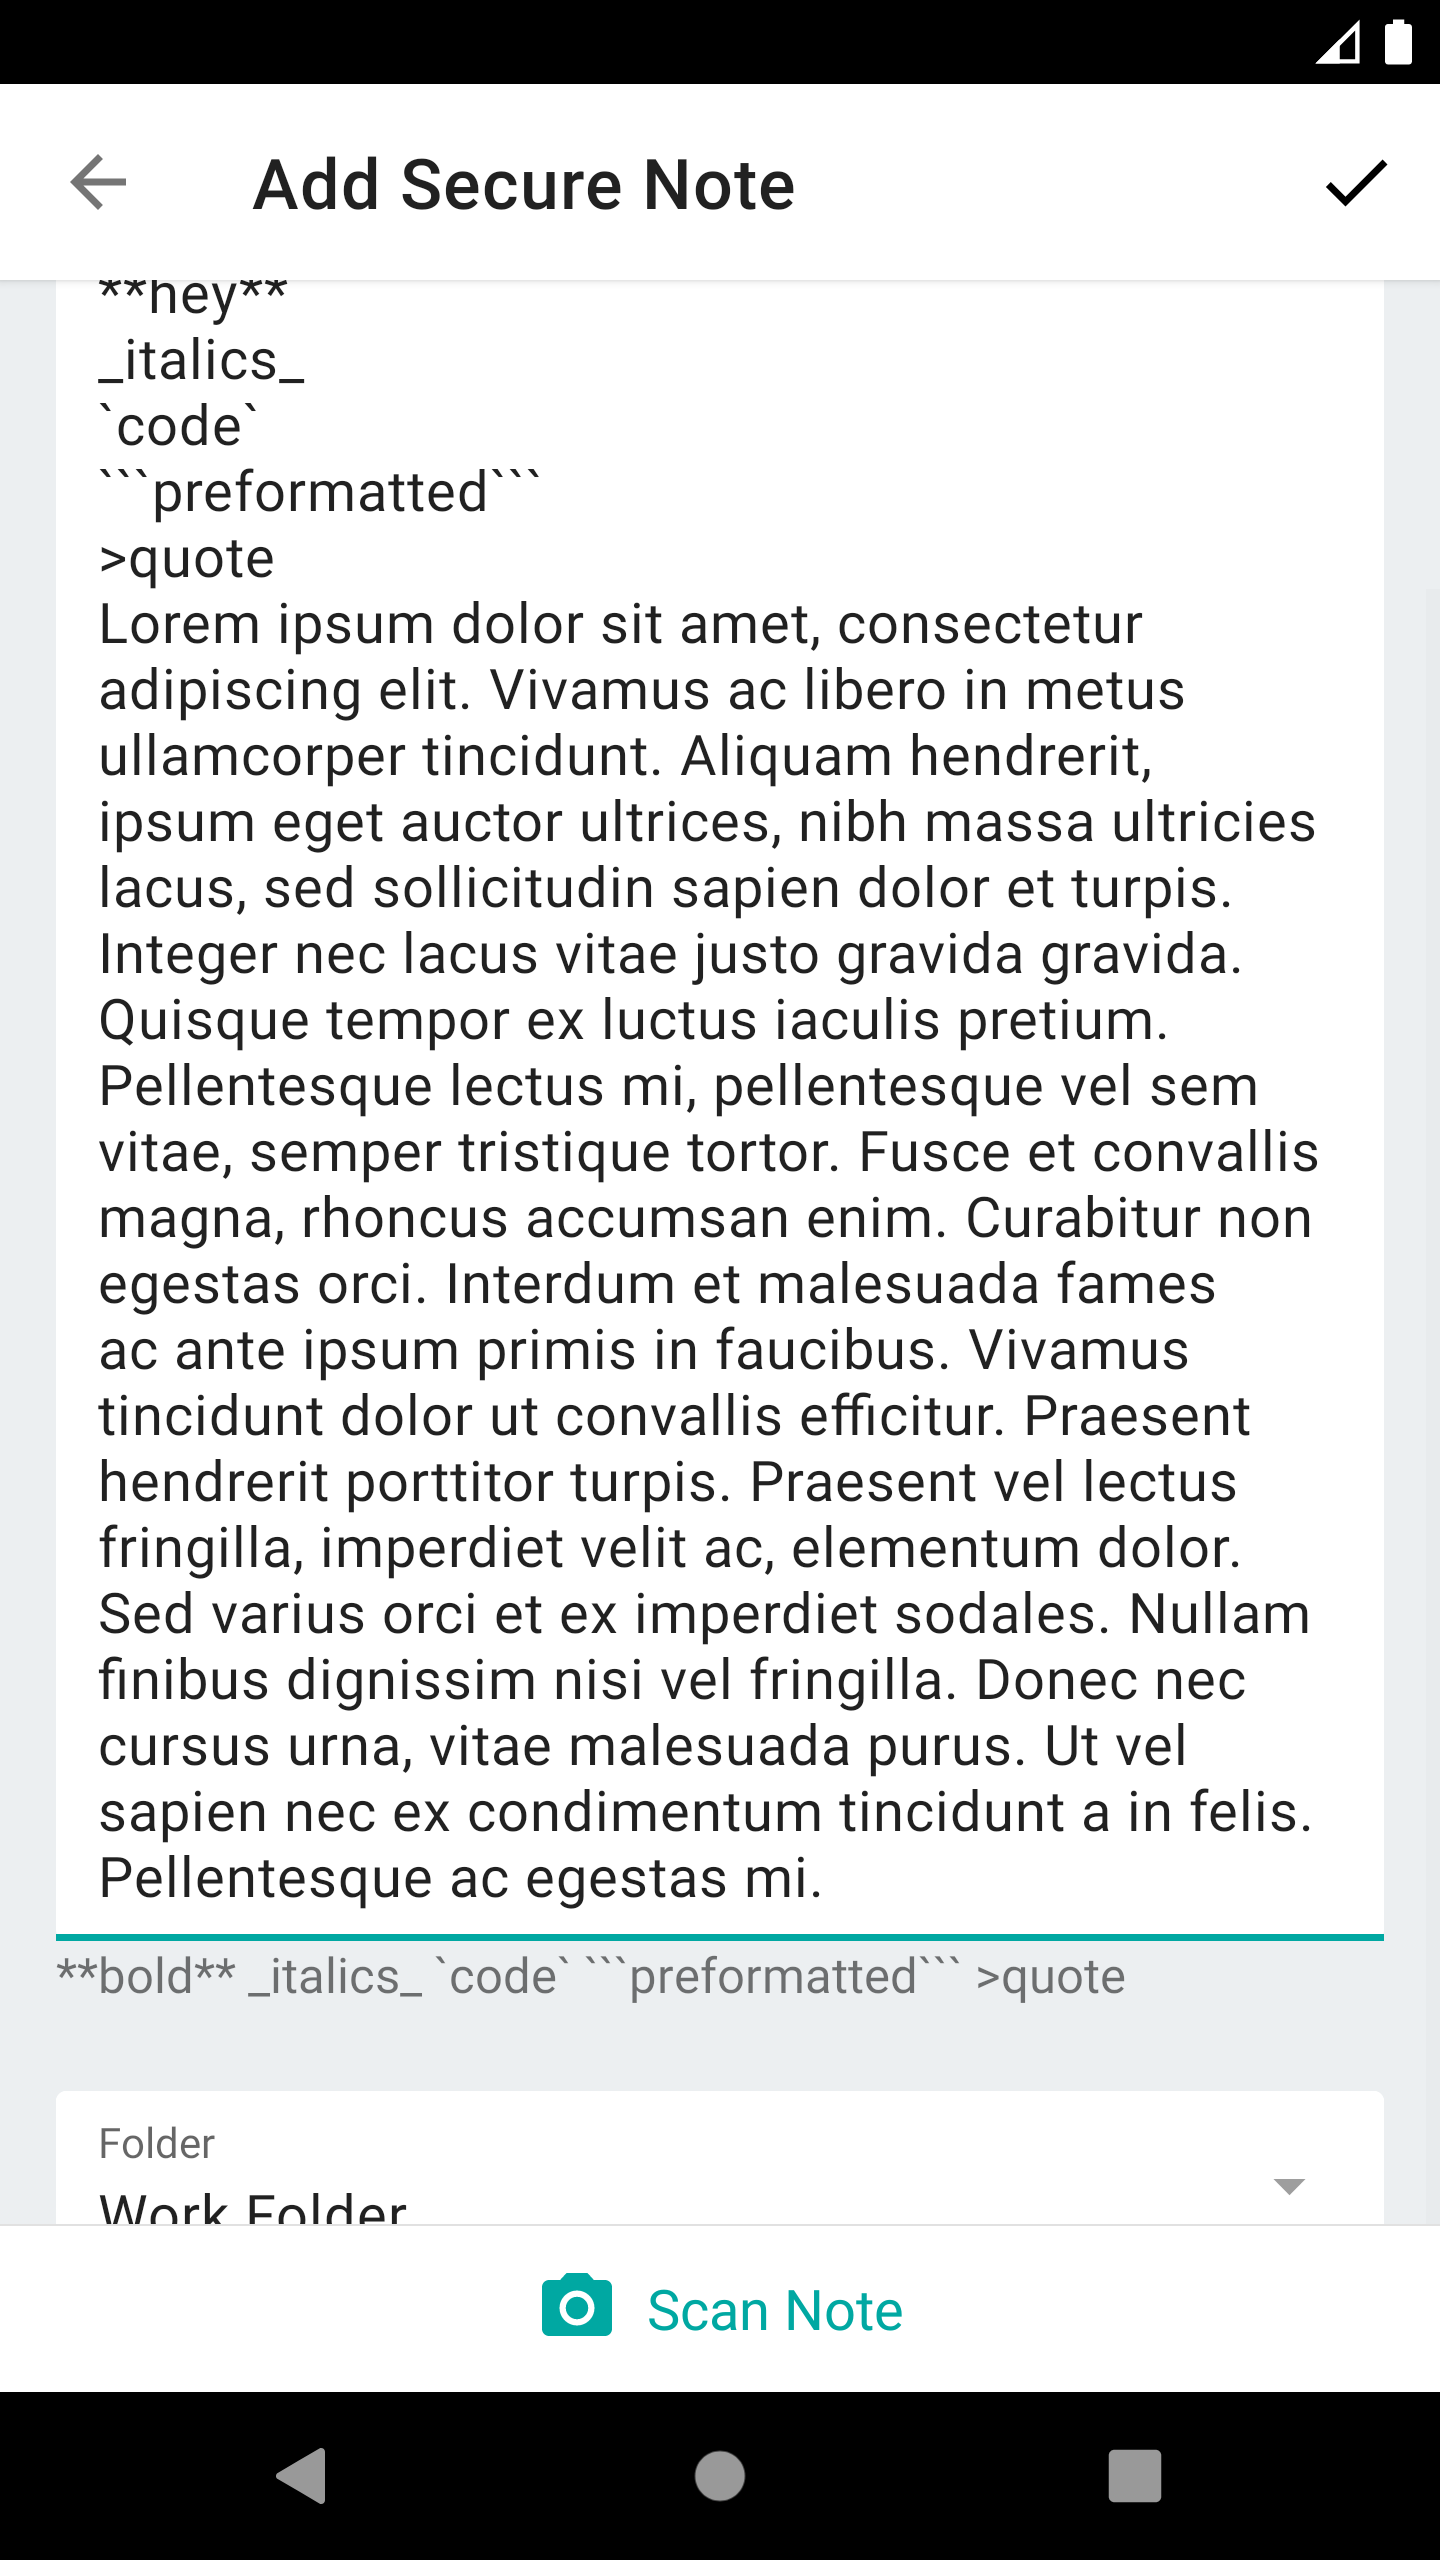 Add Secure Note
**hey**
_italics_
`code`
```preformatted```
>quote
Lorem ipsum dolor sit amet, consectetur
adipiscing elit. Vivamus ac libero in metus
ullamcorper tincidunt. Aliquam hendrerit,
ipsum eget auctor ultrices, nibh massa ultricies
lacus, sed sollicitudin sapien dolor et turpis.
Integer nec lacus vitae justo gravida gravida.
Quisque tempor ex luctus iaculis pretium.
Pellentesque lectus mi, pellentesque vel sem
vitae, semper tristique tortor. Fusce et convallis
magna, rhoncus accumsan enim. Curabitur non
egestas orci. Interdum et malesuada fames
ac ante ipsum primis in faucibus. Vivamus
tincidunt dolor ut convallis efficitur. Praesent
hendrerit porttitor turpis. Praesent vel lectus
fringilla, imperdiet velit ac, elementum dolor.
Sed varius orci et ex imperdiet sodales. Nullam
finibus dignissim nisi vel fringilla. Donec nec
cursus urna, vitae malesuada purus. Ut vel
sapien nec ex condimentum tincidunt a in felis.
Pellentesque ac egestas mi.
**bold** _italics_ `code` ```preformatted``` >quote
Folder
Work Folder
Scan Note